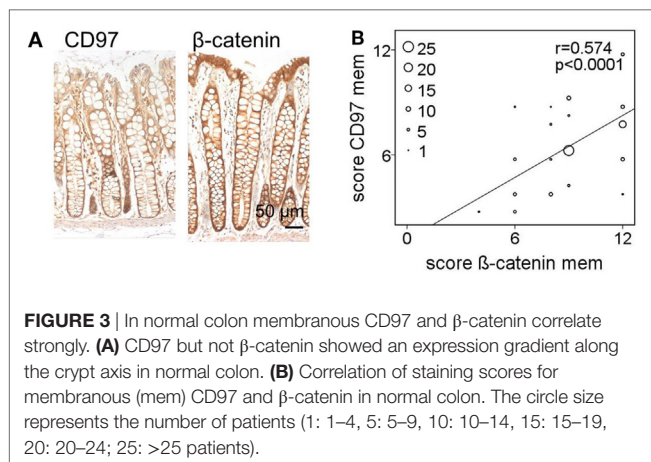 A CD97 β-catenin
50 μm
B
12
6
score CD97 mem
25
20
15
10
5
1
r=0.574
p<0.0001
0 6 12
score ß-catenin mem
FIGURE 3 | In normal colon membranous CD97 and β-catenin correlate
strongly. (A) CD97 but not β-catenin showed an expression gradient along
the crypt axis in normal colon. (B) Correlation of staining scores for
membranous (mem) CD97 and β-catenin in normal colon. The circle size
represents the number of patients (1: 1–4, 5: 5–9, 10: 10–14, 15: 15–19,
20: 20–24; 25: >25 patients).